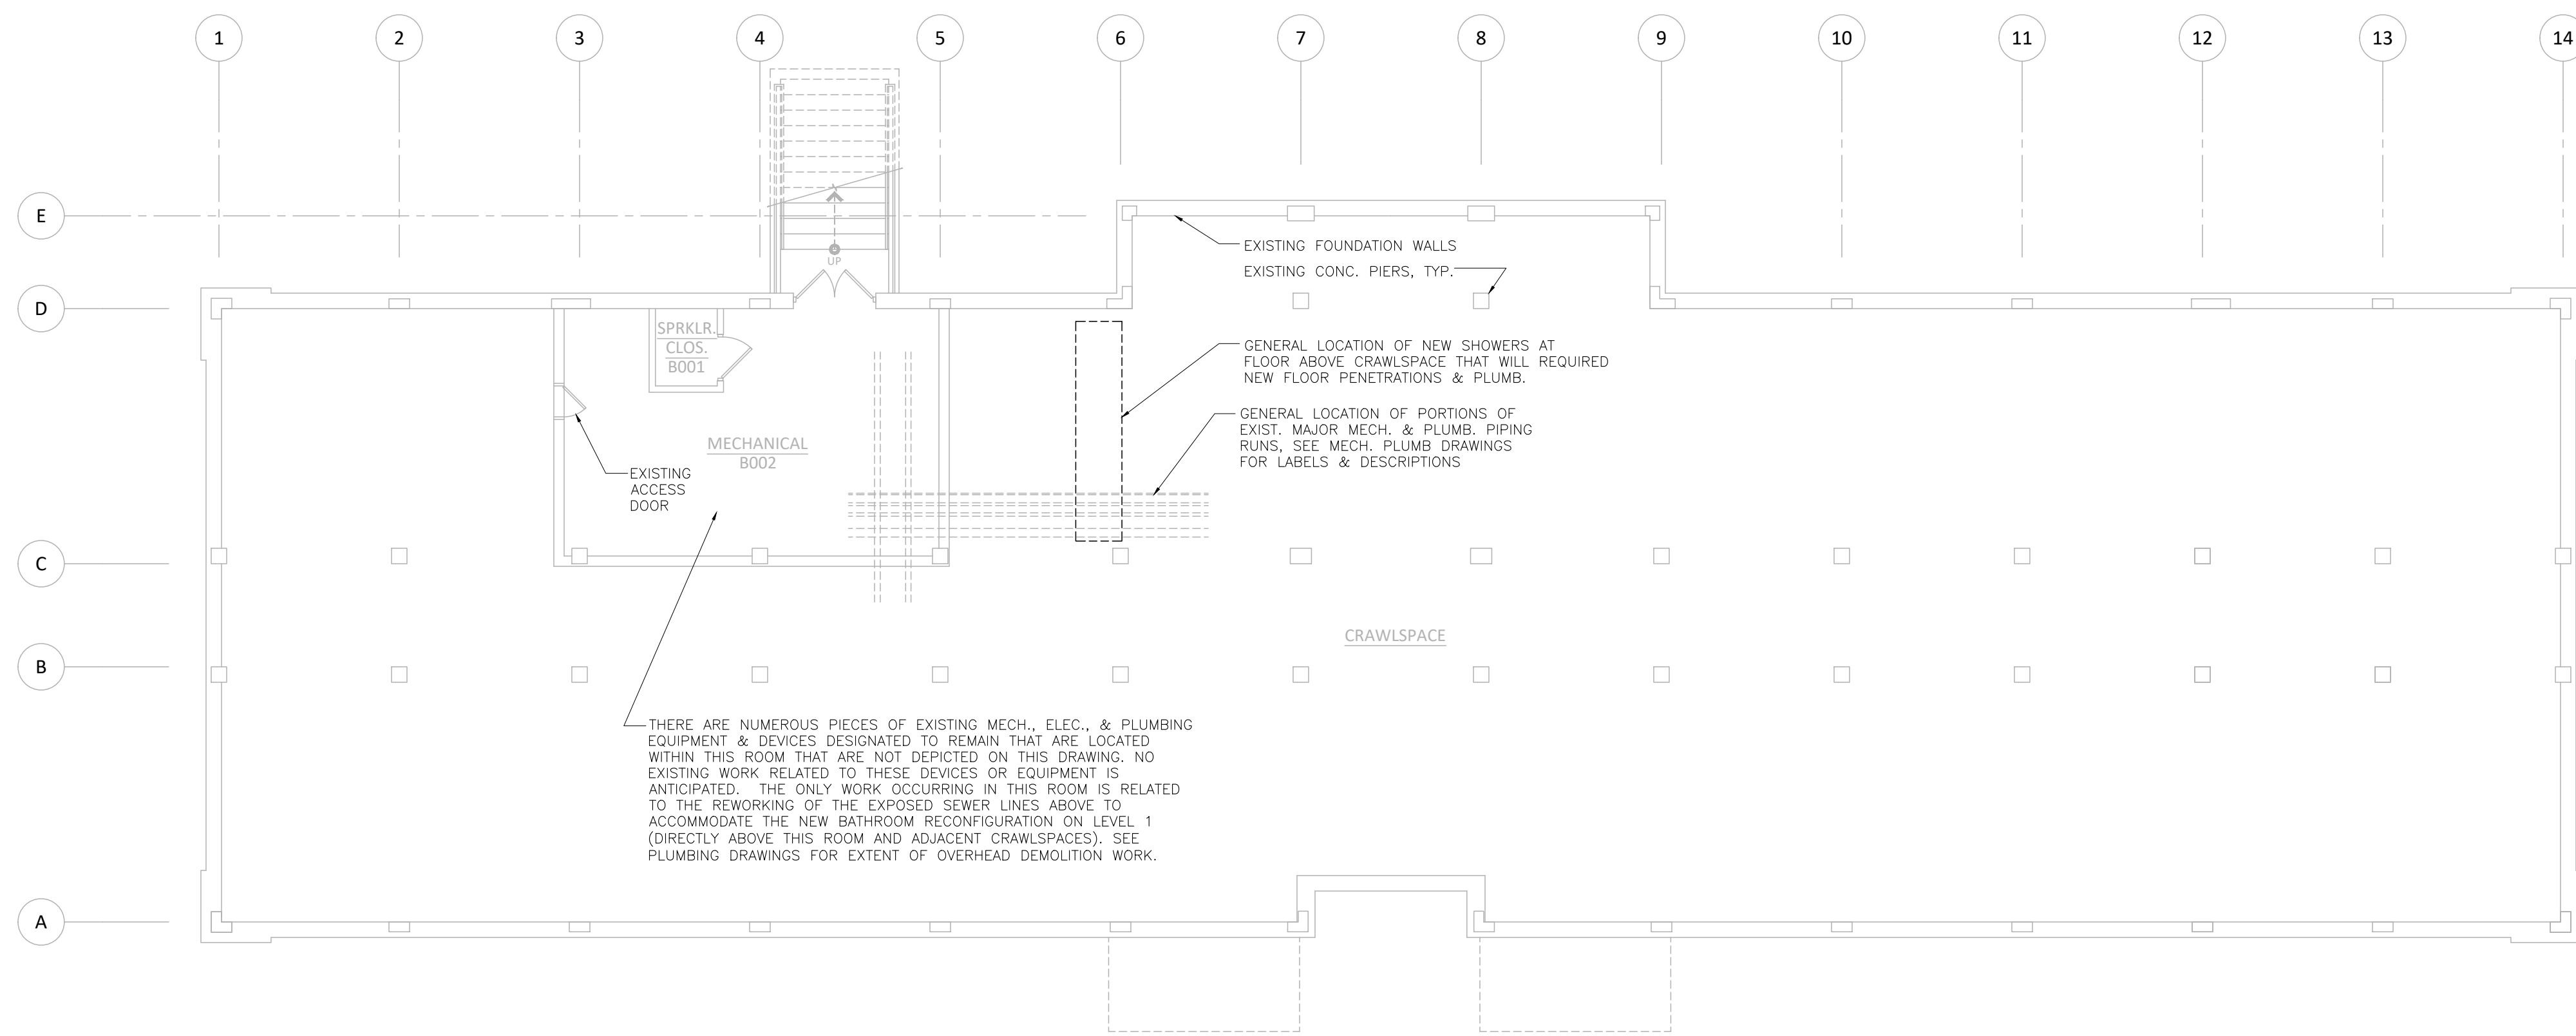 1 2 3 4 5 6 7 8 9 10 11 12 13 14
E
UP
EXISTING FOUNDATION WALLS
EXISTING CONC. PIERS, TYP.
D
SPRKLR.
CLOS.
B001
GENERAL LOCATION OF NEW SHOWERS AT
FLOOR ABOVE CRAWLSPACE THAT WILL REQUIRED
NEW FLOOR PENETRATIONS & PLUMB.
GENERAL LOCATION OF PORTIONS OF
EXIST. MAJOR MECH. & PLUMB. PIPING
RUNS, SEE MECH. PLUMB DRAWINGS
FOR LABELS & DESCRIPTIONS
MECHANICAL
B002
EXISTING
ACCESS
DOOR
C
CRAWLSPACE
B
THERE ARE NUMEROUS PIECES OF EXISTING MECH., ELEC., & PLUMBING
EQUIPMENT & DEVICES DESIGNATED TO REMAIN THAT ARE LOCATED
WITHIN THIS ROOM THAT ARE NOT DEPICTED ON THIS DRAWING. NO
EXISTING WORK RELATED TO THESE DEVICES OR EQUIPMENT IS
ANTICIPATED. THE ONLY WORK OCCURRING IN THIS ROOM IS RELATED
TO THE REWORKING OF THE EXPOSED SEWER LINES ABOVE TO
ACCOMMODATE THE NEW BATHROOM RECONFIGURATION ON LEVEL 1
(DIRECTLY ABOVE THIS ROOM AND ADJACENT CRAWLSPACES). SEE
PLUMBING DRAWINGS FOR EXTENT OF OVERHEAD DEMOLITION WORK.
A